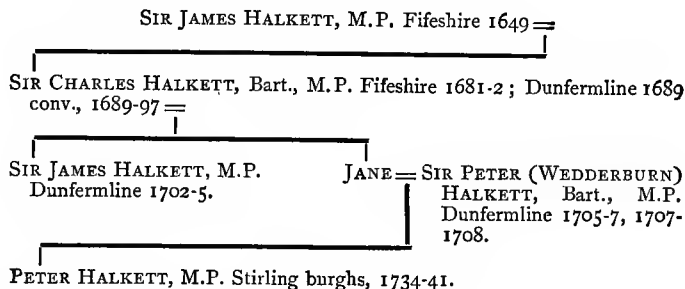 SIR JAMES HALKETT, M.P. Fifeshire 1649=
SIR CHARLES HALKETT, Bart., M.P. Fifeshire 1681-2 ; Dunfermline 1689
conv., 1689-97=
SIR JAMES HALKETT, M.P.
Dunfermline 1702-5.
JANE=SIR PETER (WEDDERBURN)
HALKETT, Bart., M.P.
Dunfermline 1705-7, 1707-
1708.
PETER HALKETT, M.P. Stirling burghs, 1734-41.